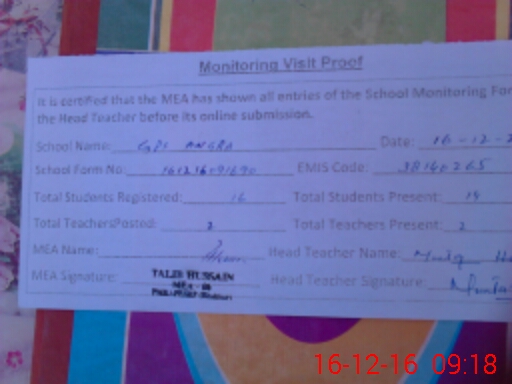 Monitoring Visit Proof
It is certified that the MEA has shown all entries of the School Monitoring For
the Head Teacher before its online submission.
School Name: GPS ANGRA Date: 16-12-2
School Form No: EMIS Code: 38140265
Total Students Registered: 16 Total Students Present: 14
Total TeachersPosted: 2 Total Teachers Present: 2
MEA Name: Head Teacher Name:
MEA Signature: TALIB HUSSAIN Head Teacher Signature:
16-12-16 09:18